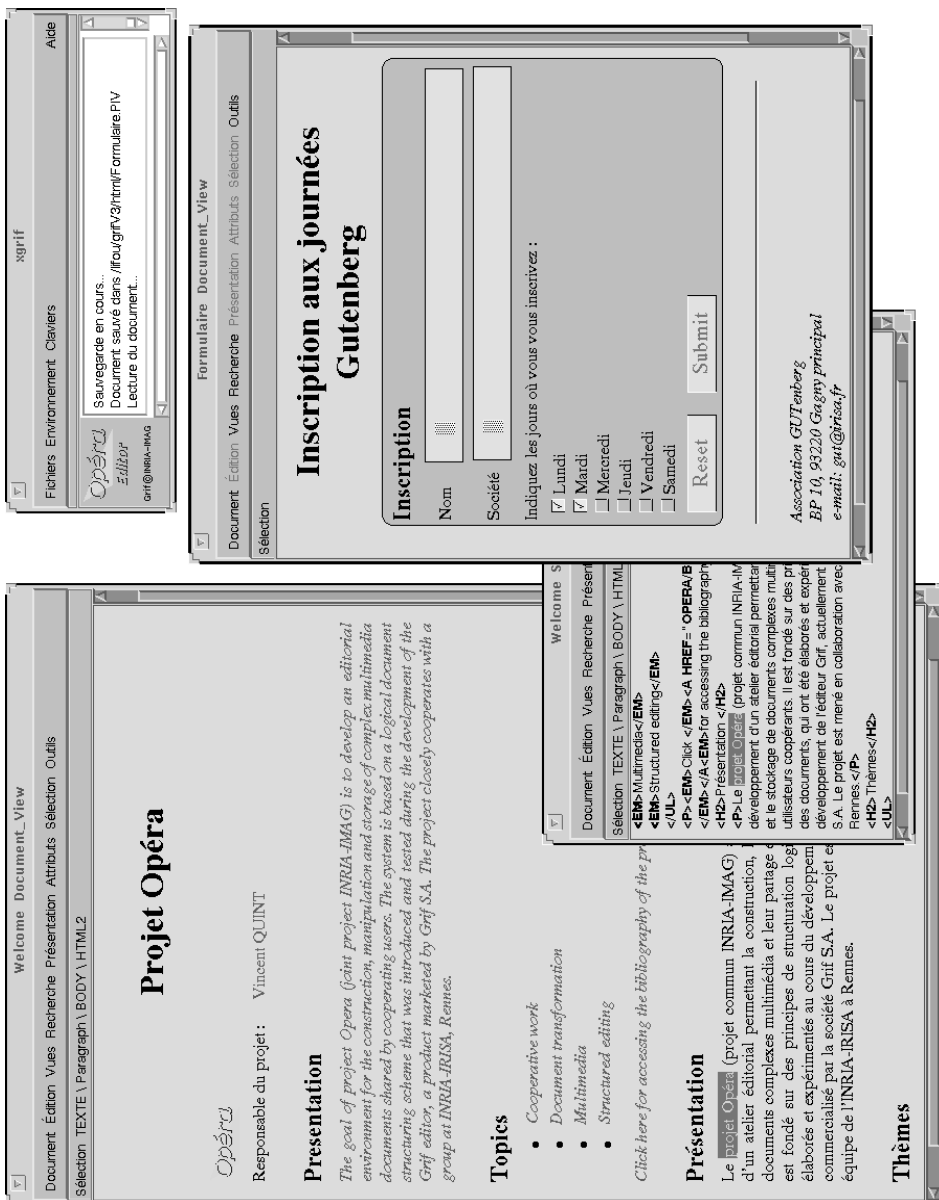 Welcome Document_View
Document Édition Vues Recherche Présentation Attributs Sélection Outils
Sélection TEXTE \ Paragraph \ BODY \ HTML2
Projet Opéra
Opéra
Responsable du projet : Vincent QUINT
Presentation
The goal of project Opera (joint project INRIA-IMAG) is to develop an editorial
environment for the construction, manipulation and storage of complex multimedia
documents shared by cooperating users. The system is based on a logical document
structuring scheme that was introduced and tested during the development of the
Grif editor, a product marketed by Grif S.A. The project closely cooperates with a
group at INRIA-IRISA, Rennes.
Topics
• Cooperative work
• Document transformation
• Multimedia
• Structured editing
Click here for accessing the bibliography of the pro
Présentation
Le projet Opéra (projet commun INRIA-IMAG)
d'un atelier éditorial permettant la construction,
documents complexes multimédia et leur partage
est fondé sur des principes de structuration logi
élaborés et expérimentés au cours du développem
commercialisé par la société Grif S.A. Le projet es
équipe de l'INRIA-IRISA à Rennes.
Thèmes
xgrif
Fichiers Environnement Claviers Aide
Opéra
Editor
Grif@INRIA-IMAG
Sauvegarde en cours...
Document sauvé dans /lifou/grifV3/html/Formulaire.PIV
Lecture du document...
Formulaire Document_View
Document Édition Vues Recherche Présentation Attributs Sélection Outils
Sélection
Inscription aux journées
Gutenberg
Inscription
Nom
Société
Indiquez les jours où vous vous inscrivez :
Lundi
Mardi
Mercredi
Jeudi
Vendredi
Samedi
Reset Submit
Association GUTenberg
BP 10, 93220 Gagny principal
e-mail: gut@irisa.fr
Welcome S
Document Édition Vues Recherche Présent
Sélection TEXTE \ Paragraph \ BODY \ HTML
<EM>Multimedia</EM>
<EM>Structured editing</EM>
</UL>
<P><EM>Click </EM><A HREF="OPERA/B
</EM></A<EM>for accessing the bibliography
<H2>Présentation </H2>
<P>Le projet Opéra (projet commun INRIA-IM
développement d'un atelier éditorial permettan
et le stockage de documents complexes multim
utilisateurs coopérants. Il est fondé sur des pri
des documents, qui ont été élaborés et expéri
développement de l'éditeur Grif, actuellement
S.A. Le projet est mené en collaboration avec
Rennes.</P>
<H2>Thèmes</H2>
<UL>